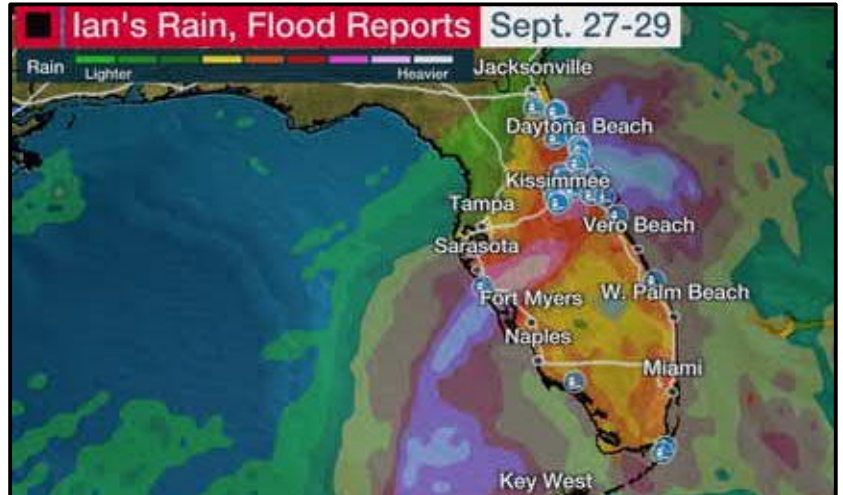 Ian's Rain, Flood Reports Sept. 27-29
Rain Lighter Heavier
Jacksonville
Daytona Beach
Kissimmee
Tampa
Vero Beach
Sarasota
Fort Myers
W. Palm Beach
Naples
Miami
Key West